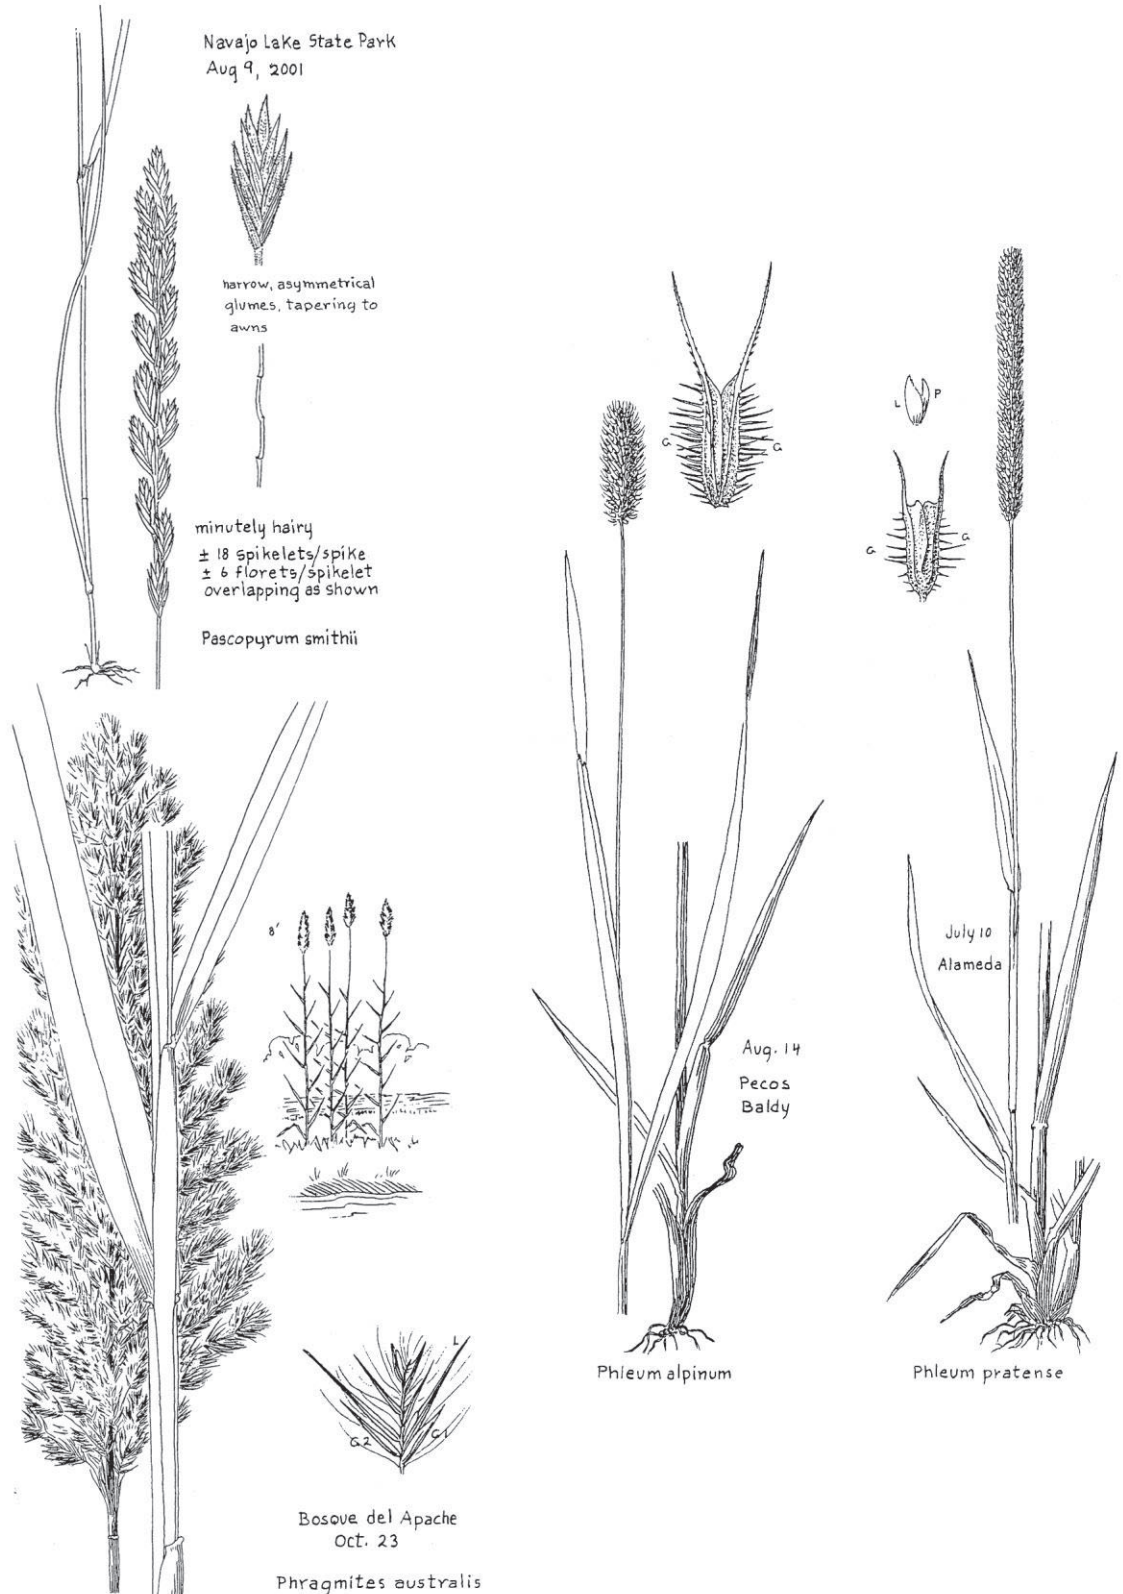 Navajo Lake State Park
Aug 9, 2001
narrow, asymmetrical
glumes, tapering to
awns
minutely hairy
± 18 spikelets/spike
± 6 florets/spikelet
overlapping as shown
Pascopyrum smithii
8'
L
G2
G1
Bosque del Apache
Oct. 23
Phragmites australis
G
G
Aug. 14
Pecos
Baldy
Phleum alpinum
L
P
G
G
July 10
Alameda
Phleum pratense